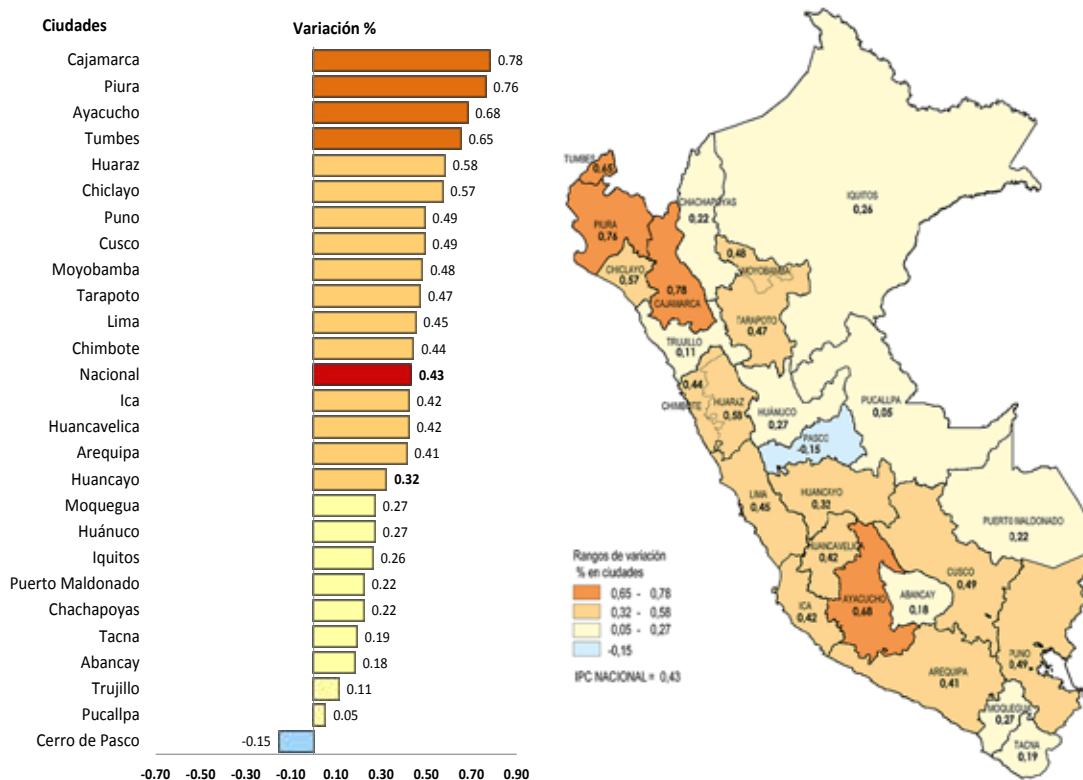 Ciudades Variación %
Cajamarca 0.78
Piura 0.76
Ayacucho 0.68
Tumbes 0.65
Huaraz 0.58
Chiclayo 0.57
Puno 0.49
Cusco 0.49
Moyobamba 0.48
Tarapoto 0.47
Lima 0.45
Chimbote 0.44
Nacional 0.43
Ica 0.42
Huancavelica 0.42
Arequipa 0.41
Huancayo 0.32
Moquegua 0.27
Huánuco 0.27
Iquitos 0.26
Puerto Maldonado 0.22
Chachapoyas 0.22
Tacna 0.19
Abancay 0.18
Trujillo 0.11
Pucallpa 0.05
Cerro de Pasco -0.15
-0.70 -0.50 -0.30 -0.10 0.10 0.30 0.50 0.70 0.90
TUMBES
0,65
PIURA
0,76
CHACHAPOYAS
0,22
IQUITOS
0,26
CHICLAYO
0,57
0,48
MOYOBAMBA
0,78
CAJAMARCA
TARAPOTO
0,47
TRUJILLO
0,11
0,44
CHIMBOTE
HUARAZ
0,58
HUÁNUCO
0,27
PUCALLPA
0,05
PASCC
-0,15
LIMA
0,45
HUANCAYO
0,32
PUERTO MALDONADO
0,22
HUANCAVELICA
0,42
CUSCO
0,49
ICA
0,42
AYACUCHO
0,68
ABANCAY
0,18
AREQUIPA
0,41
PUNO
0,49
MOQUEGUA
0,27
TACNA
0,19
Rangos de variación
% en ciudades
0,65 - 0,78
0,32 - 0,58
0,05 - 0,27
-0,15
IPC NACIONAL = 0,43